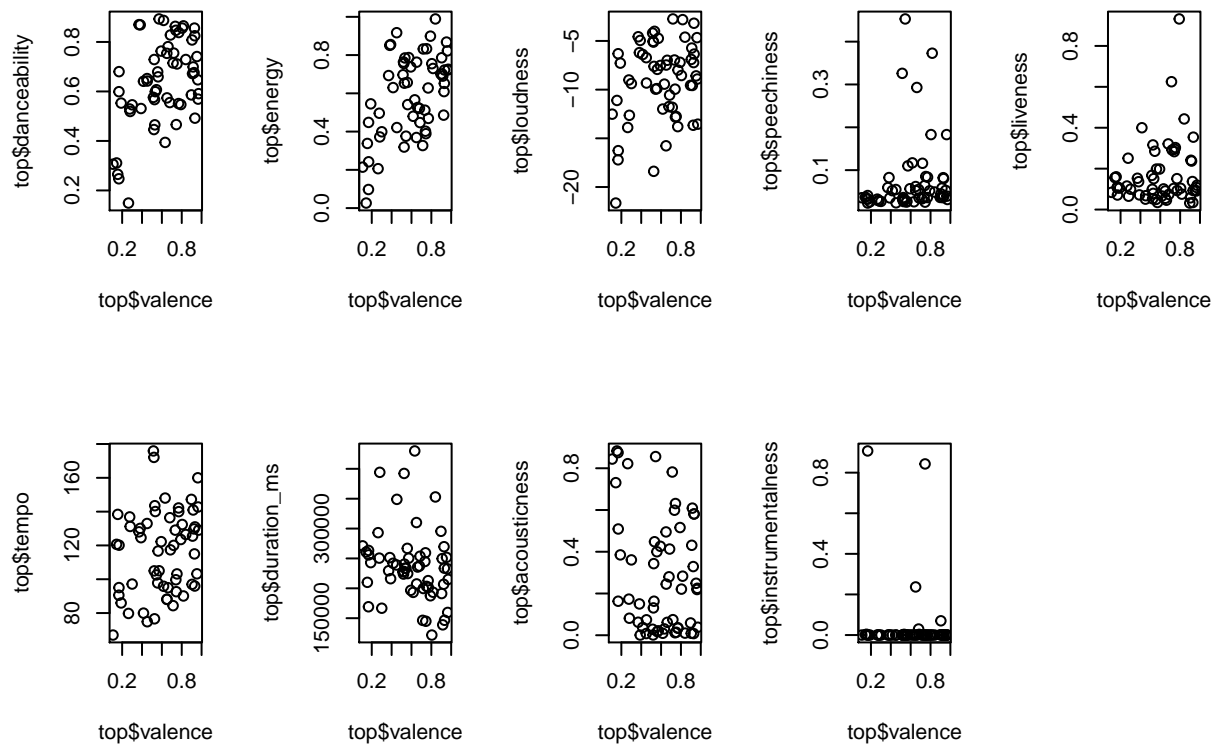 top$danceability
0.8
0.6
0.4
0.2
0.2 0.8
top$valence
top$energy
0.8
0.4
0.0
0.2 0.8
top$valence
top$loudness
−5
−10
−20
0.2 0.8
top$valence
top$speechiness
0.3
0.1
0.2 0.8
top$valence
top$liveness
0.8
0.4
0.0
0.2 0.8
top$valence
top$tempo
160
120
80
0.2 0.8
top$valence
top$duration_ms
300000
150000
0.2 0.8
top$valence
top$acousticness
0.8
0.4
0.0
0.2 0.8
top$valence
top$instrumentalness
0.8
0.4
0.0
0.2 0.8
top$valence